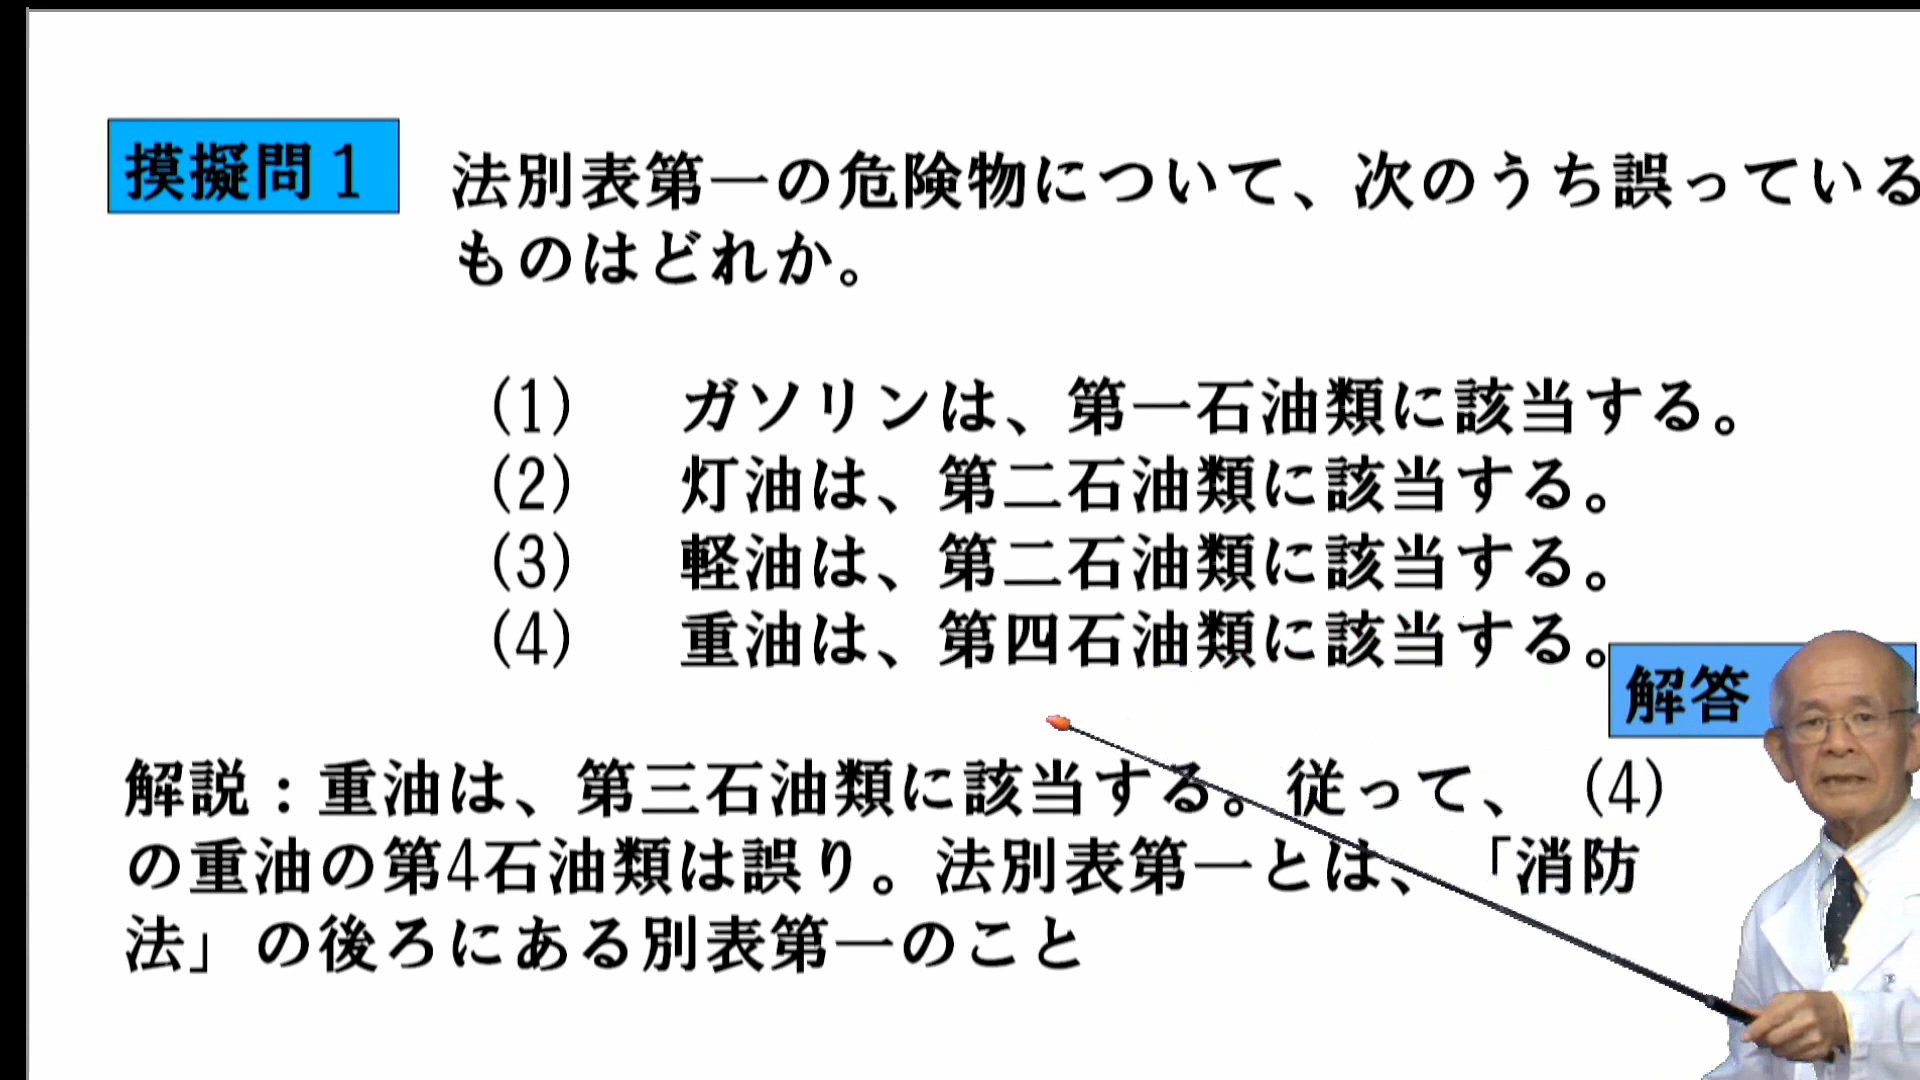 摸擬問１
法別表第一の危険物について、次のうち誤っている
ものはどれか。
(1) ガソリンは、第一石油類に該当する。
(2) 灯油は、第二石油類に該当する。
(3) 軽油は、第二石油類に該当する。
(4) 重油は、第四石油類に該当する。
解答
解説：重油は、第三石油類に該当する。従って、(4)
の重油の第4石油類は誤り。法別表第一とは、「消防
法」の後ろにある別表第一のこと